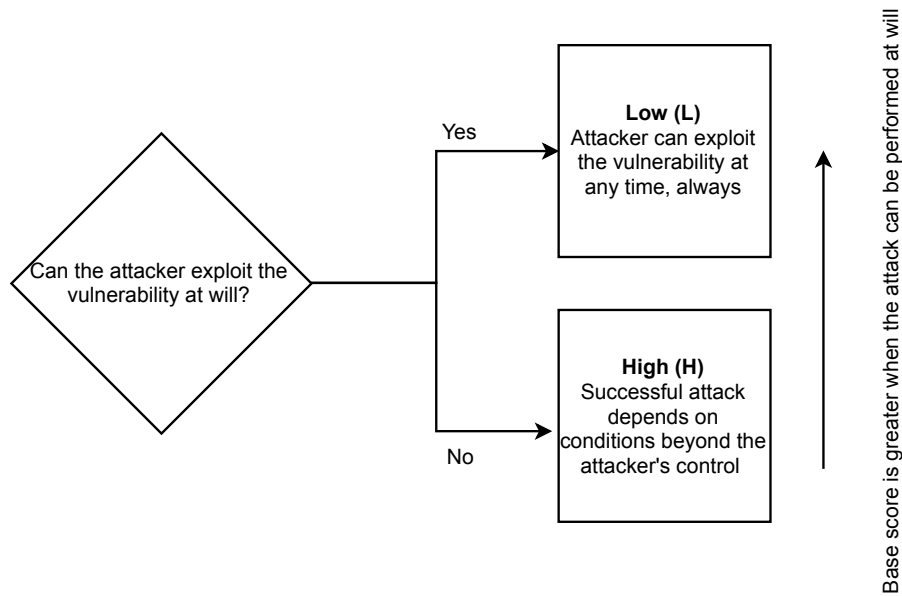 Can the attacker exploit the
vulnerability at will?
Yes
Low (L)
Attacker can exploit
the vulnerability at
any time, always
No
High (H)
Successful attack
depends on
conditions beyond the
attacker's control
Base score is greater when the attack can be performed at will